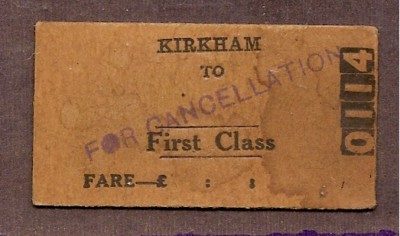 KIRKHAM
TO
FOR CANCELLATION
First Class
FARE—£ : :
0114